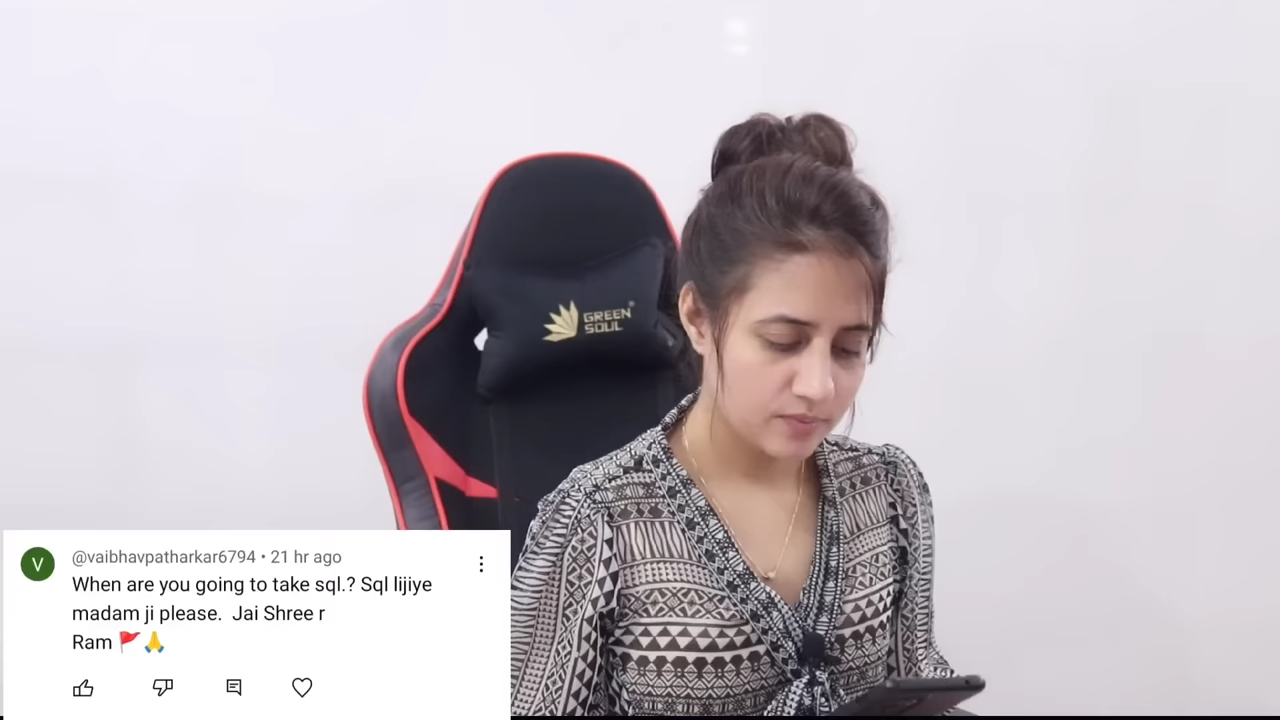 GREEN
SOUL
V
@vaibhavpatharkar6794 • 21 hr ago
When are you going to take sql.? Sql lijiye
madam ji please.  Jai Shree r
Ram 🚩🙏